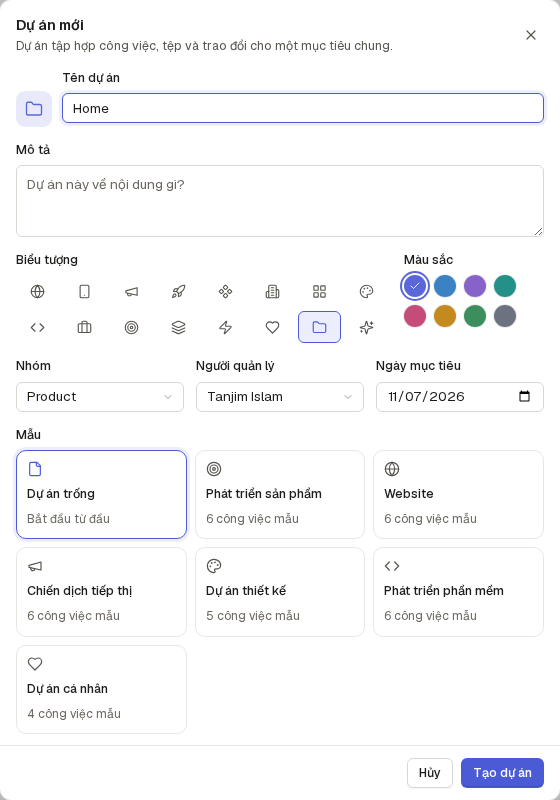 Dự án mới
Dự án tập hợp công việc, tệp và trao đổi cho một mục tiêu chung.
Tên dự án
Home
Mô tả
Dự án này về nội dung gì?
Biểu tượng
Màu sắc
Nhóm
Người quản lý
Ngày mục tiêu
Product
Tanjim Islam
11/07/2026
Mẫu
Dự án trống
Bắt đầu từ đầu
Phát triển sản phẩm
6 công việc mẫu
Website
6 công việc mẫu
Chiến dịch tiếp thị
6 công việc mẫu
Dự án thiết kế
5 công việc mẫu
Phát triển phần mềm
6 công việc mẫu
Dự án cá nhân
4 công việc mẫu
Hủy
Tạo dự án